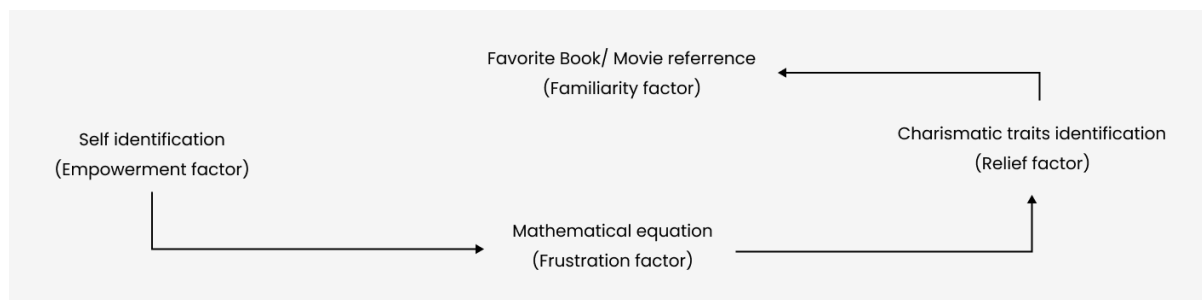 Favorite Book/ Movie referrence
(Familiarity factor)
Self identification
(Empowerment factor)
Charismatic traits identification
(Relief factor)
Mathematical equation
(Frustration factor)